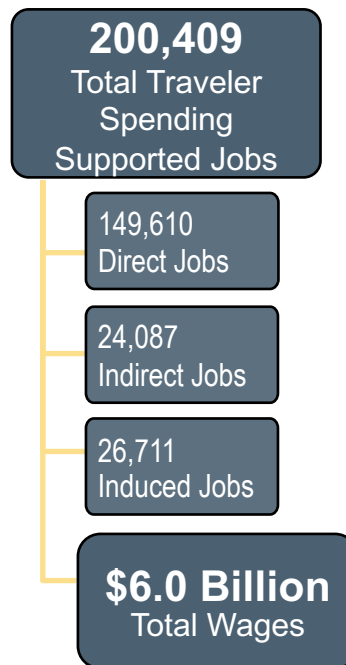 200,409
Total Traveler
Spending
Supported Jobs
149,610
Direct Jobs
24,087
Indirect Jobs
26,711
Induced Jobs
$6.0 Billion
Total Wages